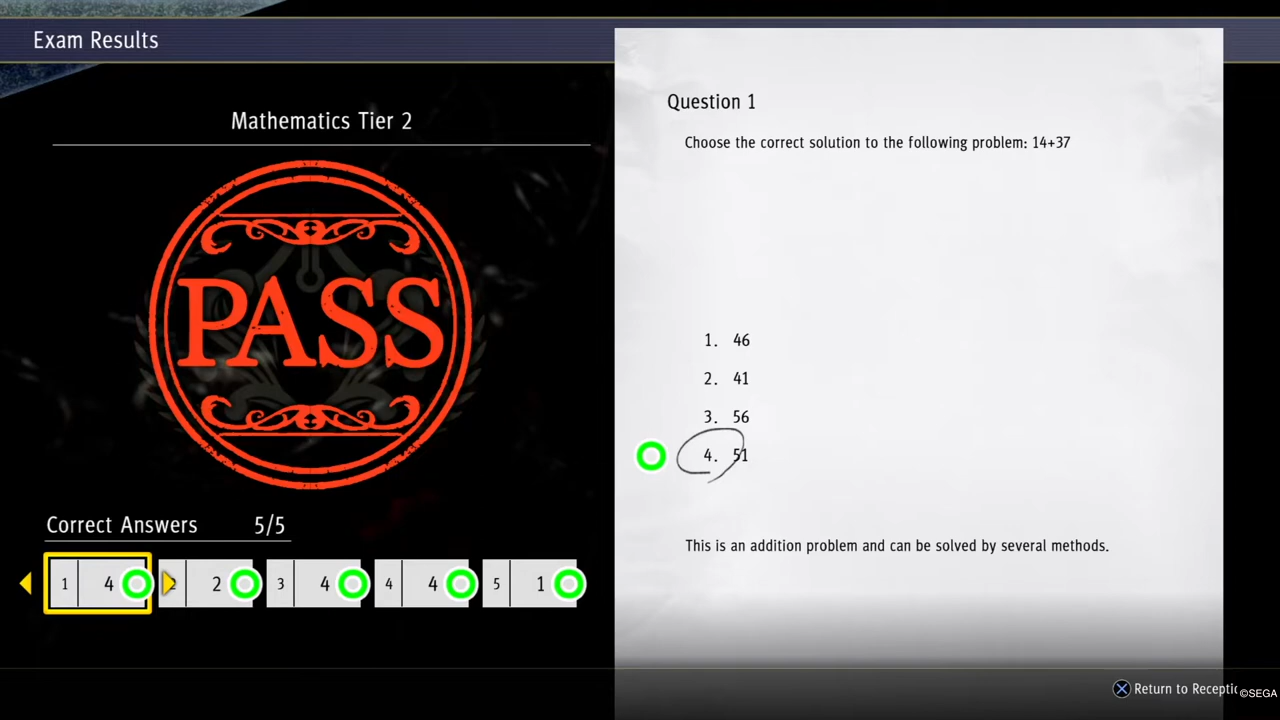 Exam Results
Mathematics Tier 2
PASS
Correct Answers 5/5
1 4
2 2
3 4
4 4
5 1
Question 1
Choose the correct solution to the following problem: 14+37
1. 46
2. 41
3. 56
4. 51
This is an addition problem and can be solved by several methods.
Return to Receptic
©SEGA